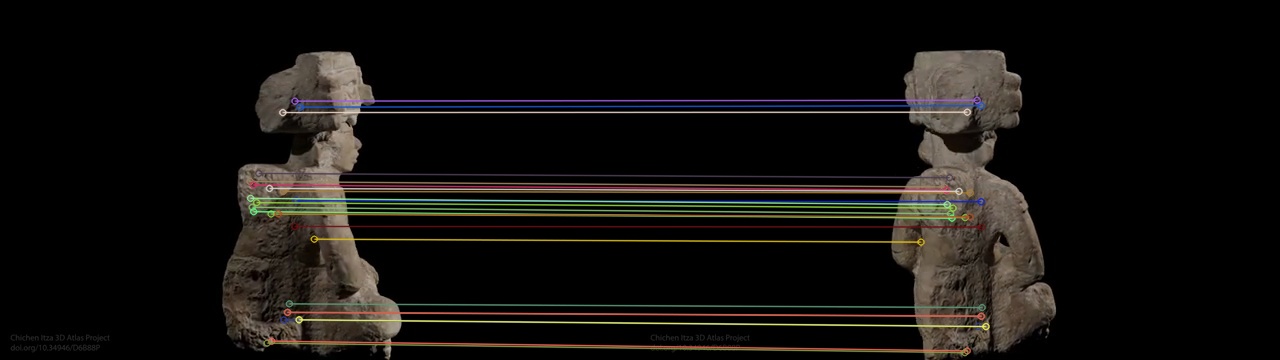 Chichen Itza 3D Atlas Project
doi.org/10.34946/D6888P
Chichen Itza 3D Atlas Project